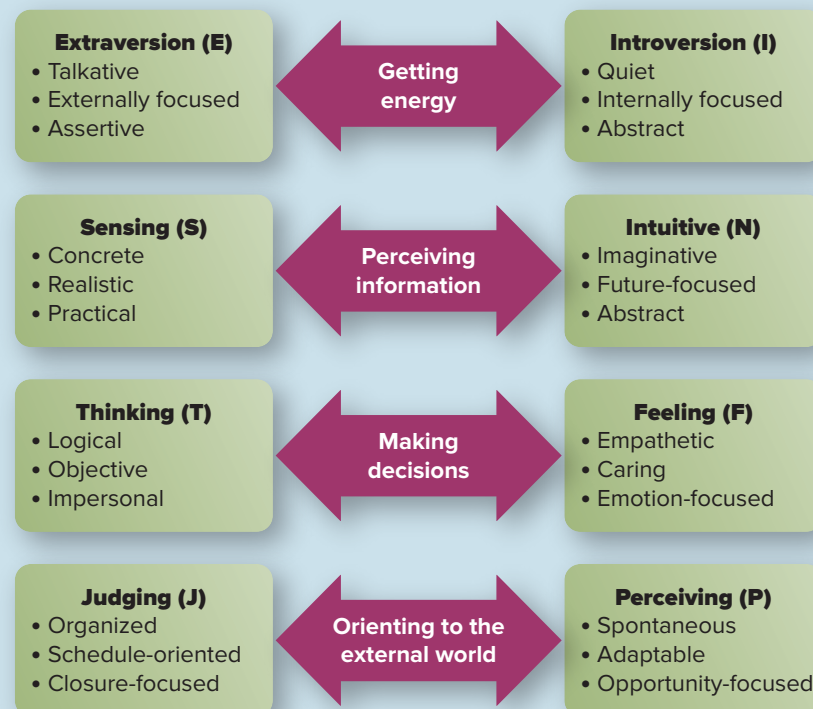 Extraversion (E)
• Talkative
• Externally focused
• Assertive
Getting
energy
Introversion (I)
• Quiet
• Internally focused
• Abstract
Sensing (S)
• Concrete
• Realistic
• Practical
Perceiving
information
Intuitive (N)
• Imaginative
• Future-focused
• Abstract
Thinking (T)
• Logical
• Objective
• Impersonal
Making
decisions
Feeling (F)
• Empathetic
• Caring
• Emotion-focused
Judging (J)
• Organized
• Schedule-oriented
• Closure-focused
Orienting to the
external world
Perceiving (P)
• Spontaneous
• Adaptable
• Opportunity-focused